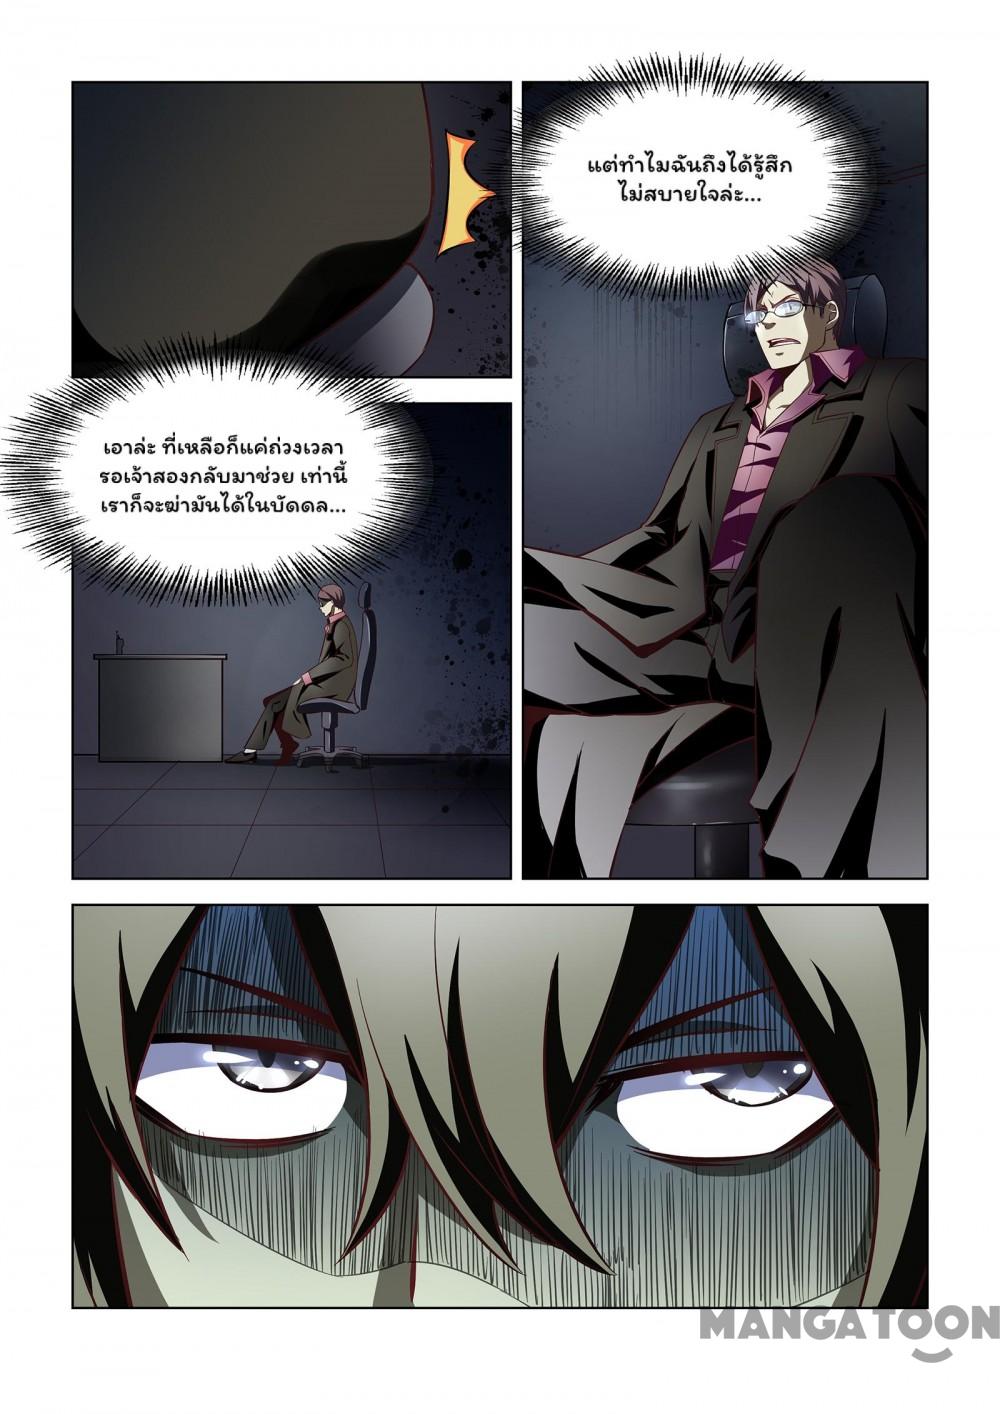 แต่ทำไมฉันถึงได้รู้สึก
ไม่สบายใจล่ะ...
เอาล่ะ ที่เหลือก็แค่ถ่วงเวลา
รอเจ้าสองกลับมาช่วย เท่านี้
เราก็จะฆ่ามันได้ในบัดดล...
MANGATOON